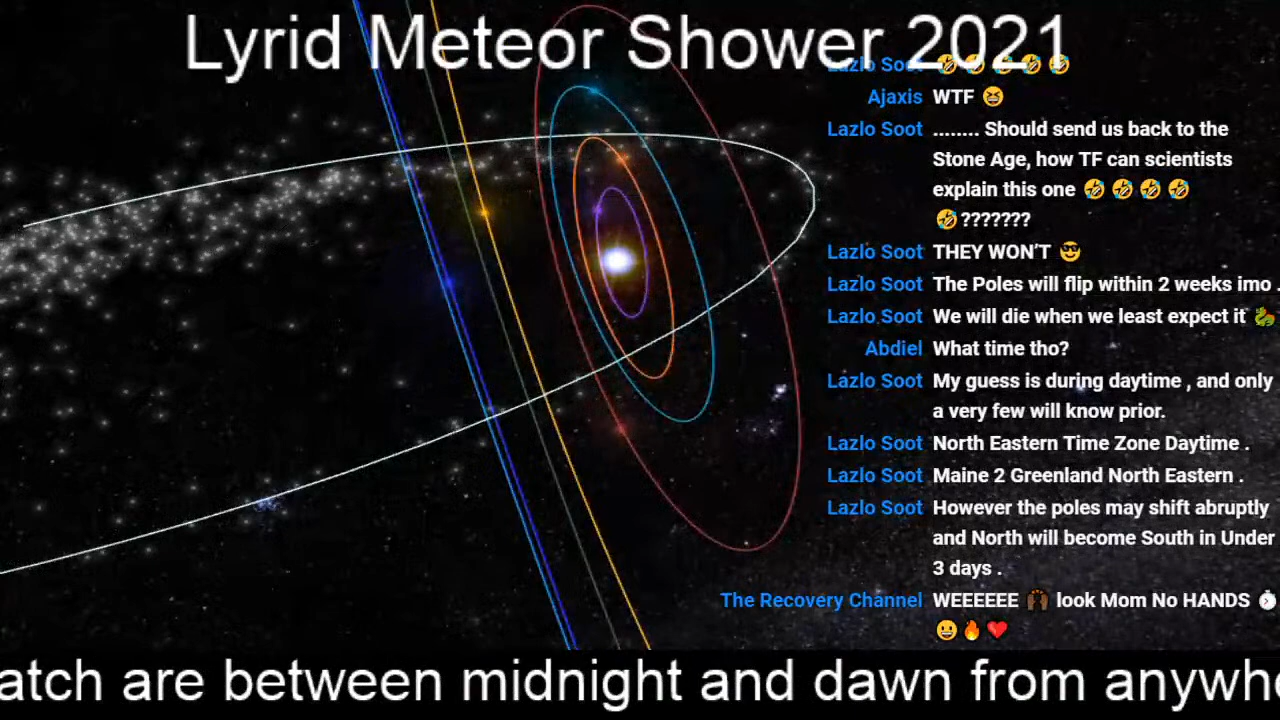 Lyrid Meteor Shower 2021
Lazlo Soot 🤣🤣🤣🤣🤣
Ajaxis WTF 😆
Lazlo Soot ........ Should send us back to the
Stone Age, how TF can scientists
explain this one 🤣🤣🤣🤣
🤣???????
Lazlo Soot THEY WON'T 😎
Lazlo Soot The Poles will flip within 2 weeks imo .
Lazlo Soot We will die when we least expect it 🐉
Abdiel What time tho?
Lazlo Soot My guess is during daytime , and only
a very few will know prior.
Lazlo Soot North Eastern Time Zone Daytime .
Lazlo Soot Maine 2 Greenland North Eastern .
Lazlo Soot However the poles may shift abruptly
and North will become South in Under
3 days .
The Recovery Channel WEEEEEE 🙌🏿 look Mom No HANDS ⏱
😀🔥❤️
atch are between midnight and dawn from anywhe